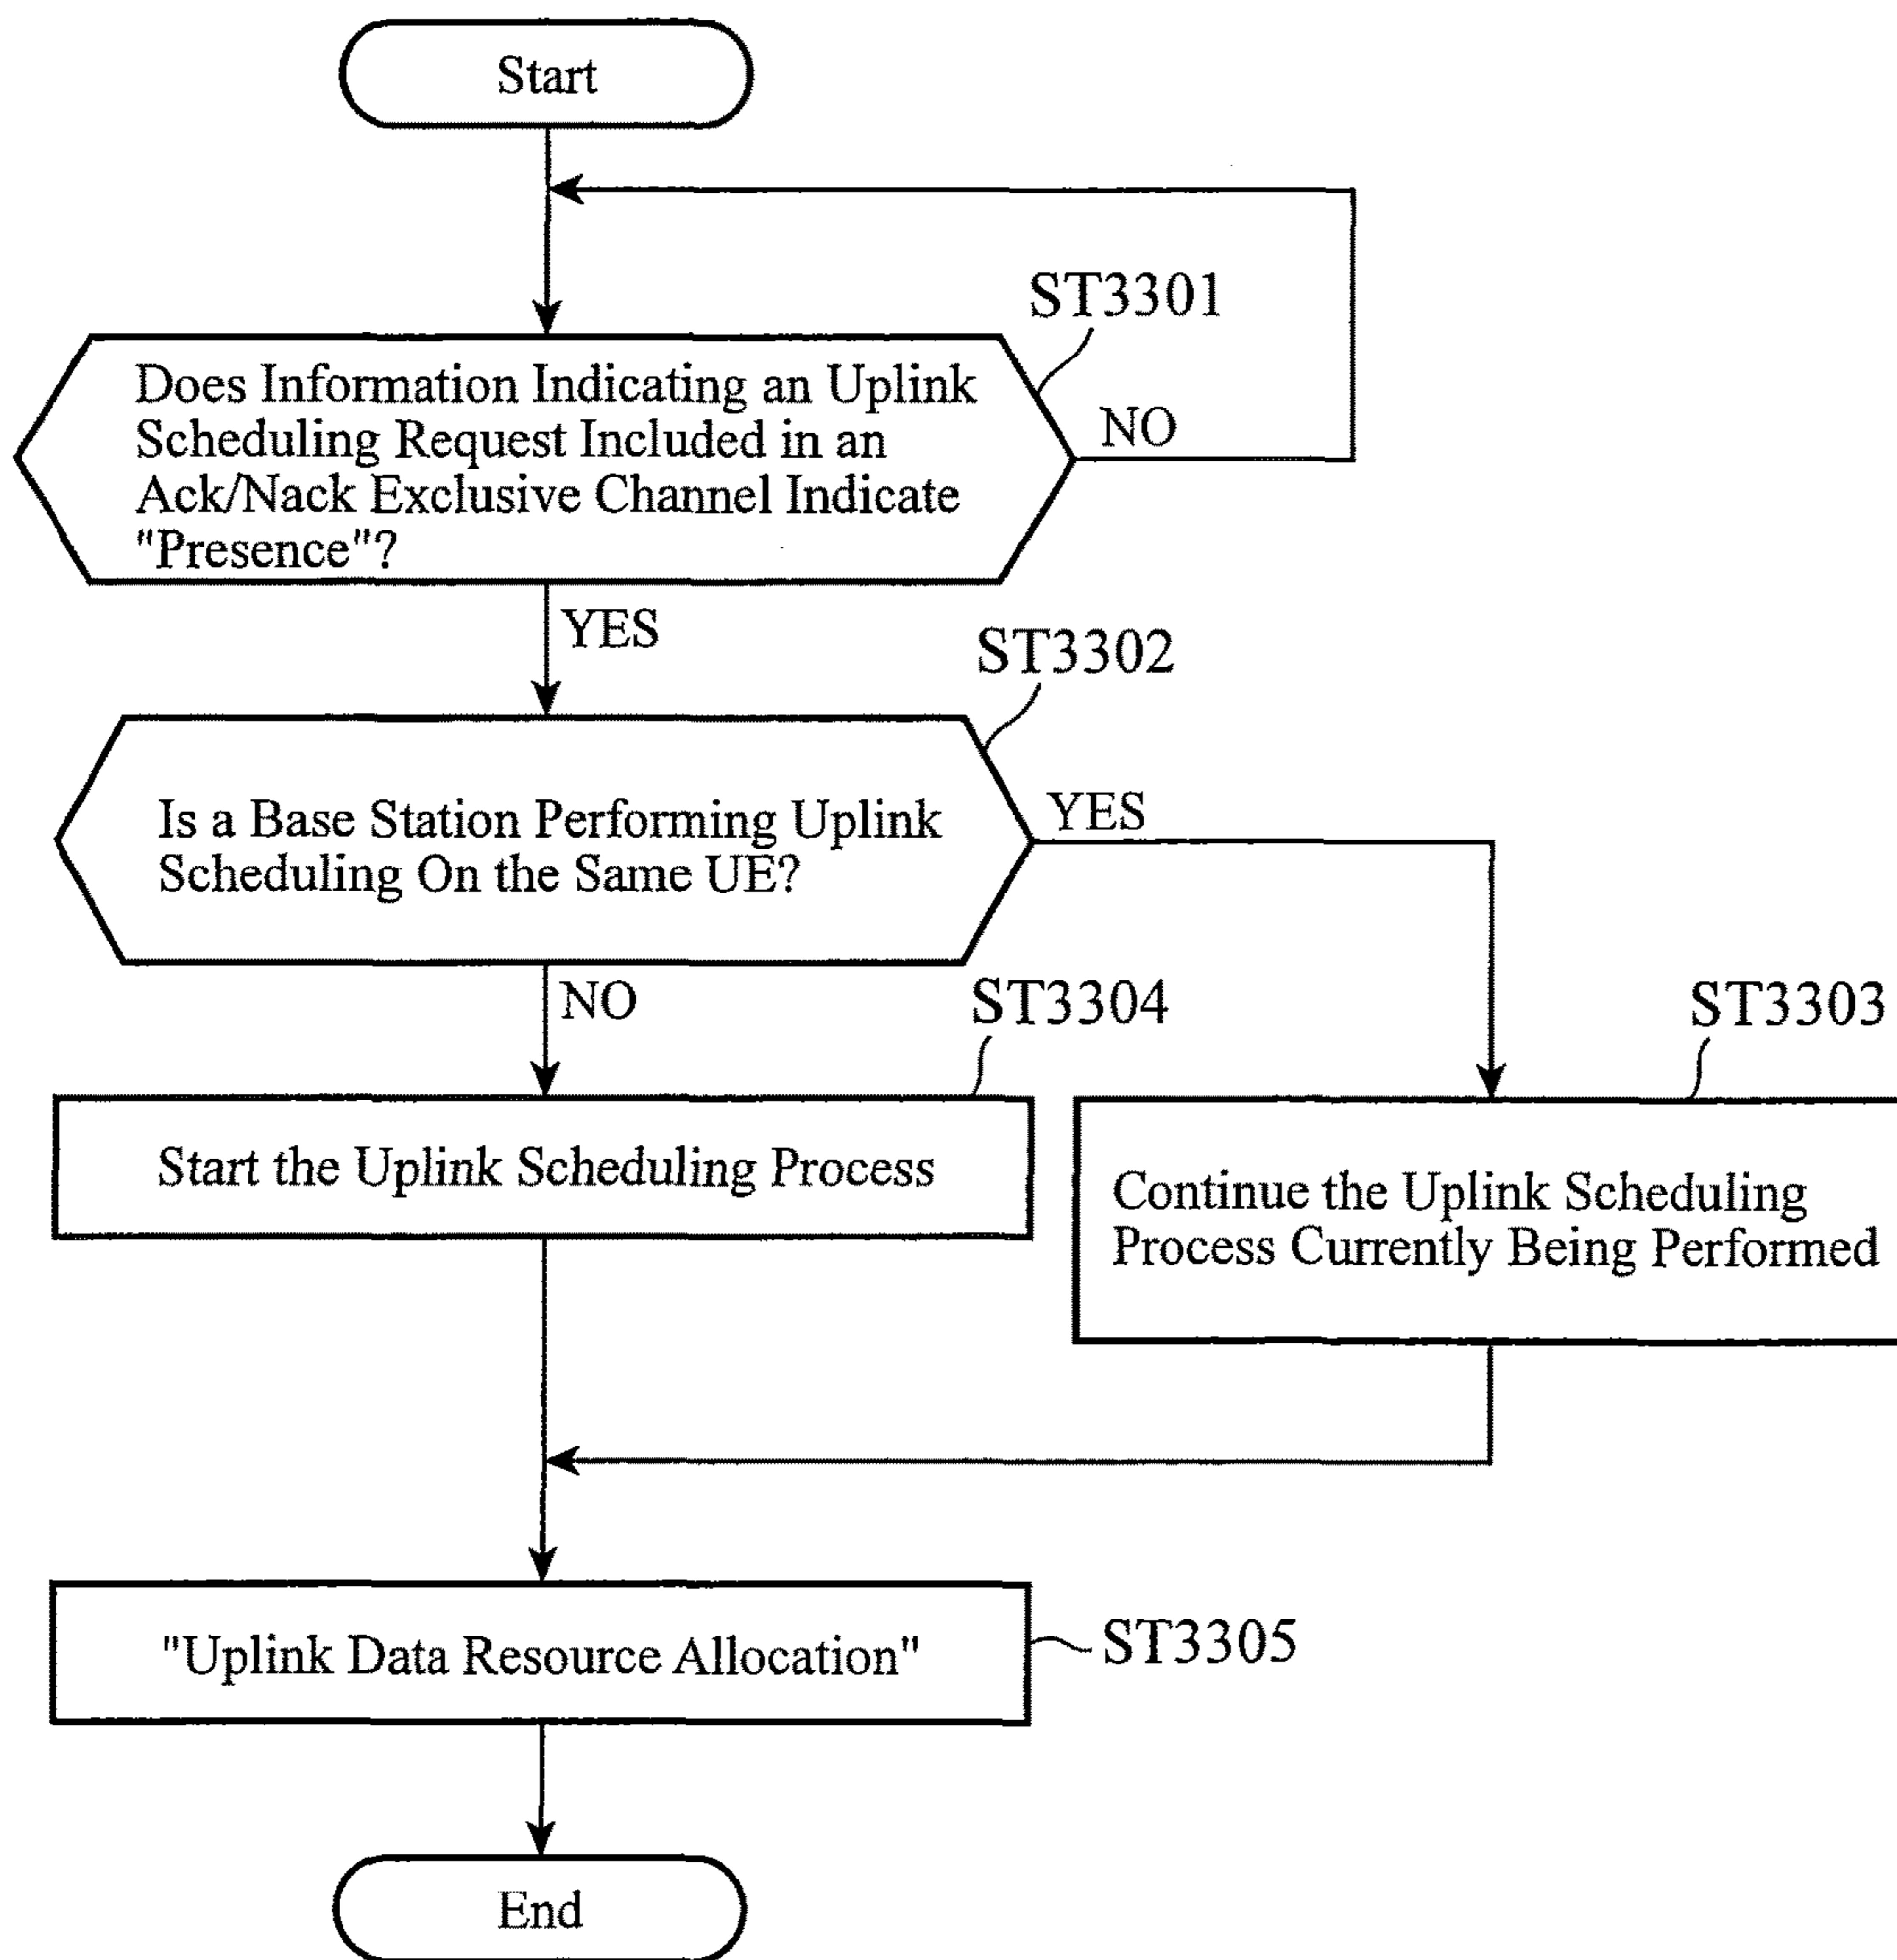 Start
ST3301
Does Information Indicating an Uplink
Scheduling Request Included in an
Ack/Nack Exclusive Channel Indicate
"Presence"?
NO
YES
ST3302
Is a Base Station Performing Uplink
Scheduling On the Same UE?
YES
NO
ST3304
ST3303
Start the Uplink Scheduling Process
Continue the Uplink Scheduling
Process Currently Being Performed
"Uplink Data Resource Allocation"
ST3305
End